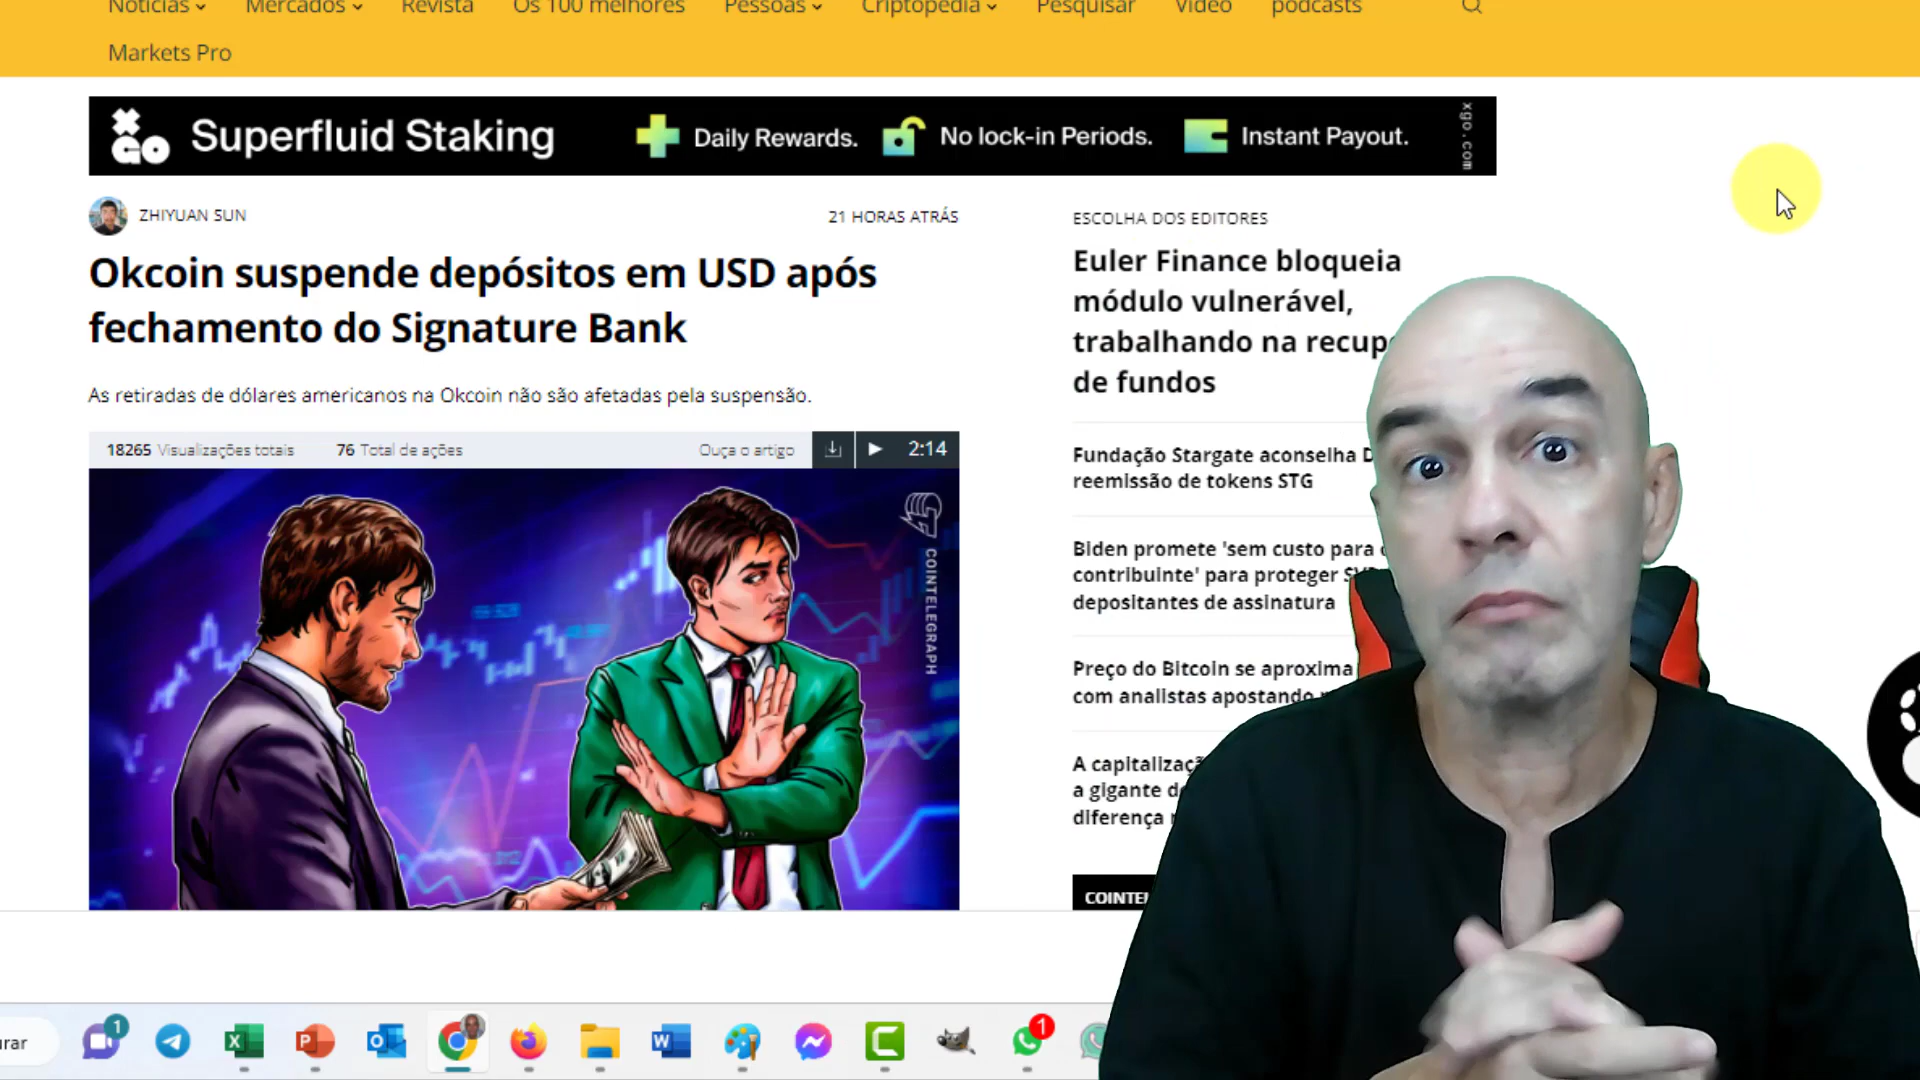 Notícias
Mercados
Revista
Os 100 melhores
Pessoas
Criptopédia
Pesquisar
Vídeo
podcasts
Markets Pro
XGO
Superfluid Staking
Daily Rewards.
No lock-in Periods.
Instant Payout.
xgo.com
ZHIYUAN SUN
21 HORAS ATRÁS
Okcoin suspende depósitos em USD após
fechamento do Signature Bank
As retiradas de dólares americanos na Okcoin não são afetadas pela suspensão.
18265 Visualizações totais
76 Total de ações
Ouça o artigo
2:14
COINTELEGRAPH
ESCOLHA DOS EDITORES
Euler Finance bloqueia
módulo vulnerável,
trabalhando na recup
de fundos
Fundação Stargate aconselha
reemissão de tokens STG
Biden promete 'sem custo para
contribuinte' para proteger
depositantes de assinatura
Preço do Bitcoin se aproxima
com analistas apostando
A
a gigante
diferença
urar
1
X
P
O
W
1